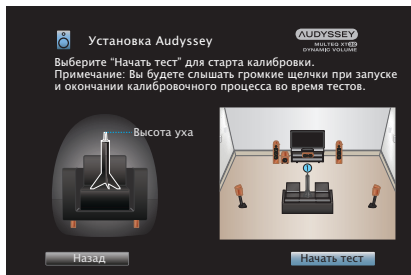 Установка Audyssey
AUDYSSEY
MULTEQ XT32
DYNAMIC VOLUME
Выберите “Начать тест” для старта калибровки.
Примечание: Вы будете слышать громкие щелчки при запуске
и окончании калибровочного процесса во время тестов.
Высота уха
Назад
Начать тест